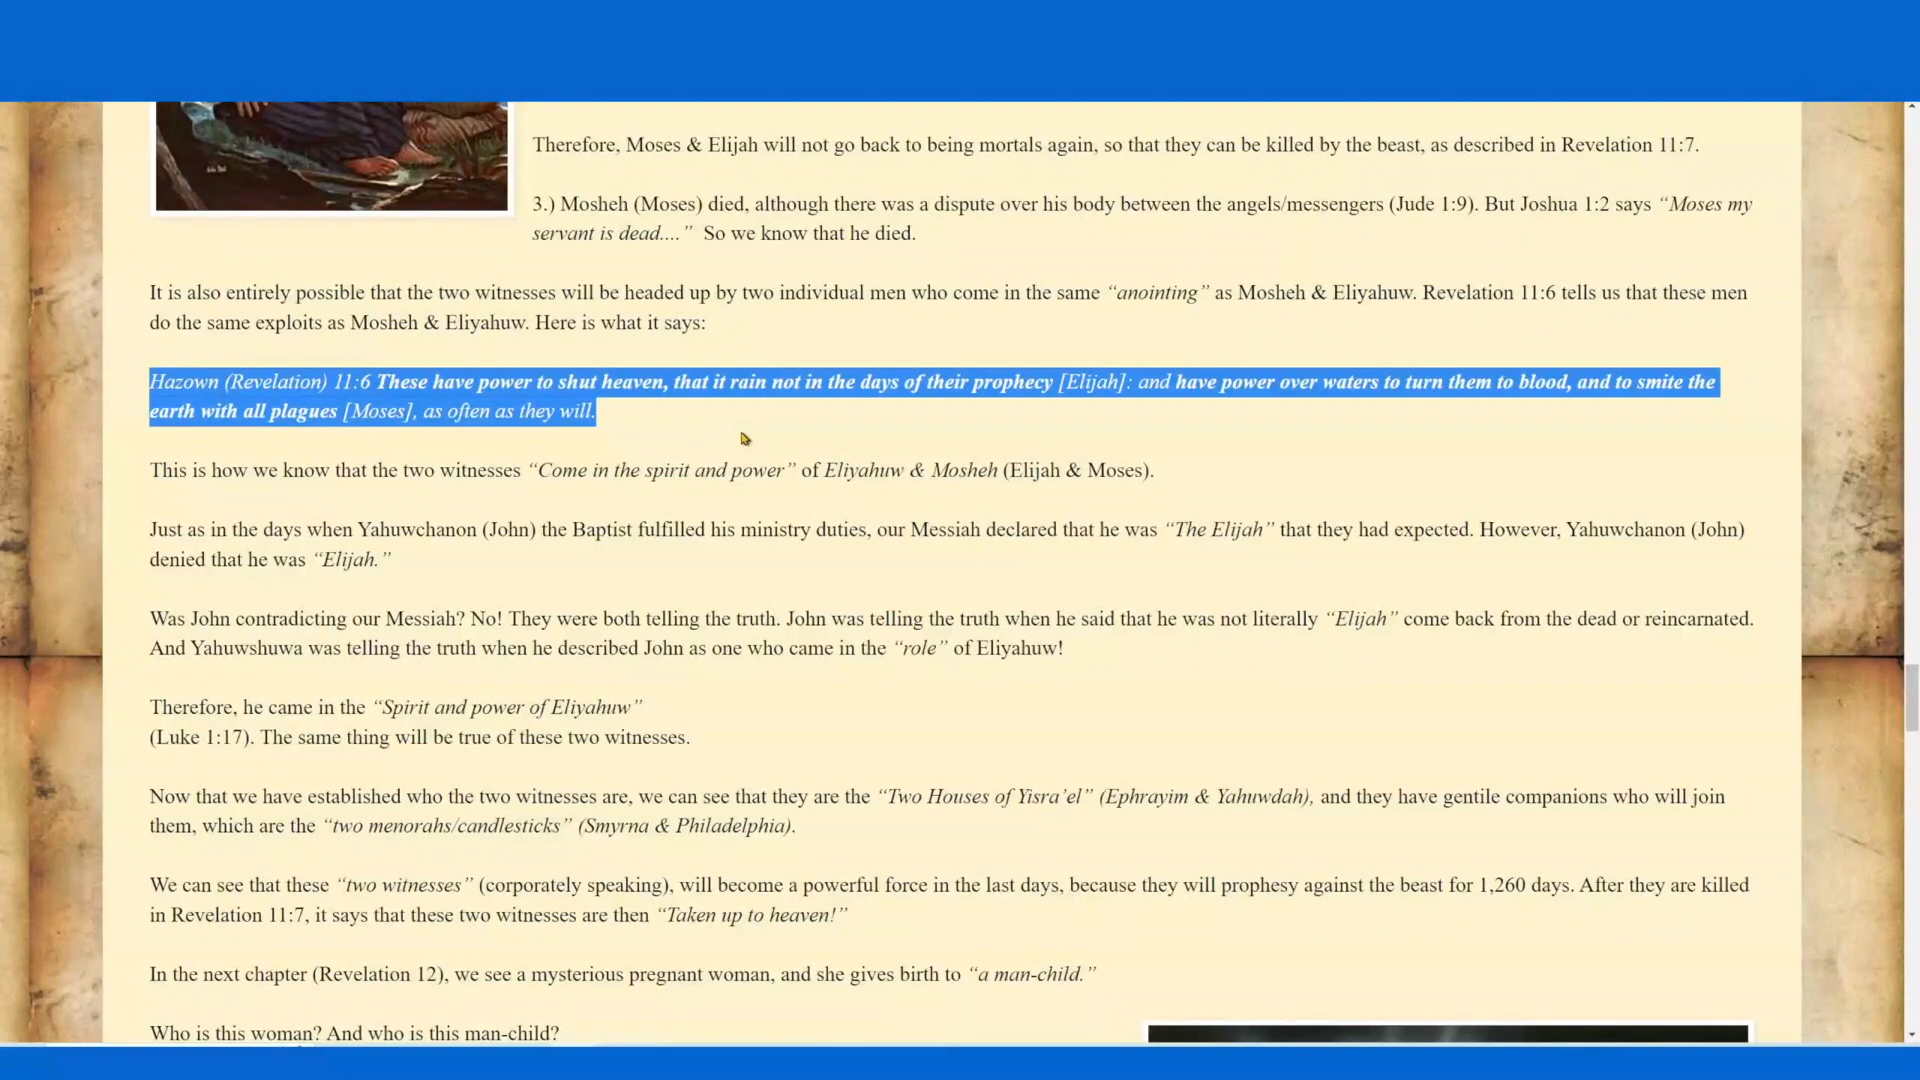 Therefore, Moses & Elijah will not go back to being mortals again, so that they can be killed by the beast, as described in Revelation 11:7.
3.) Mosheh (Moses) died, although there was a dispute over his body between the angels/messengers (Jude 1:9). But Joshua 1:2 says “Moses my
servant is dead....” So we know that he died.
It is also entirely possible that the two witnesses will be headed up by two individual men who come in the same “anointing” as Mosheh & Eliyahuw. Revelation 11:6 tells us that these men
do the same exploits as Mosheh & Eliyahuw. Here is what it says:
Hazown (Revelation) 11:6 These have power to shut heaven, that it rain not in the days of their prophecy [Elijah]: and have power over waters to turn them to blood, and to smite the
earth with all plagues [Moses], as often as they will.
This is how we know that the two witnesses “Come in the spirit and power” of Eliyahuw & Mosheh (Elijah & Moses).
Just as in the days when Yahuwchanon (John) the Baptist fulfilled his ministry duties, our Messiah declared that he was “The Elijah” that they had expected. However, Yahuwchanon (John)
denied that he was “Elijah.”
Was John contradicting our Messiah? No! They were both telling the truth. John was telling the truth when he said that he was not literally “Elijah” come back from the dead or reincarnated.
And Yahuwshuwa was telling the truth when he described John as one who came in the “role” of Eliyahuw!
Therefore, he came in the “Spirit and power of Eliyahuw”
(Luke 1:17). The same thing will be true of these two witnesses.
Now that we have established who the two witnesses are, we can see that they are the “Two Houses of Yisra’el” (Ephrayim & Yahuwdah), and they have gentile companions who will join
them, which are the “two menorahs/candlesticks” (Smyrna & Philadelphia).
We can see that these “two witnesses” (corporately speaking), will become a powerful force in the last days, because they will prophesy against the beast for 1,260 days. After they are killed
in Revelation 11:7, it says that these two witnesses are then “Taken up to heaven!”
In the next chapter (Revelation 12), we see a mysterious pregnant woman, and she gives birth to “a man-child.”
Who is this woman? And who is this man-child?